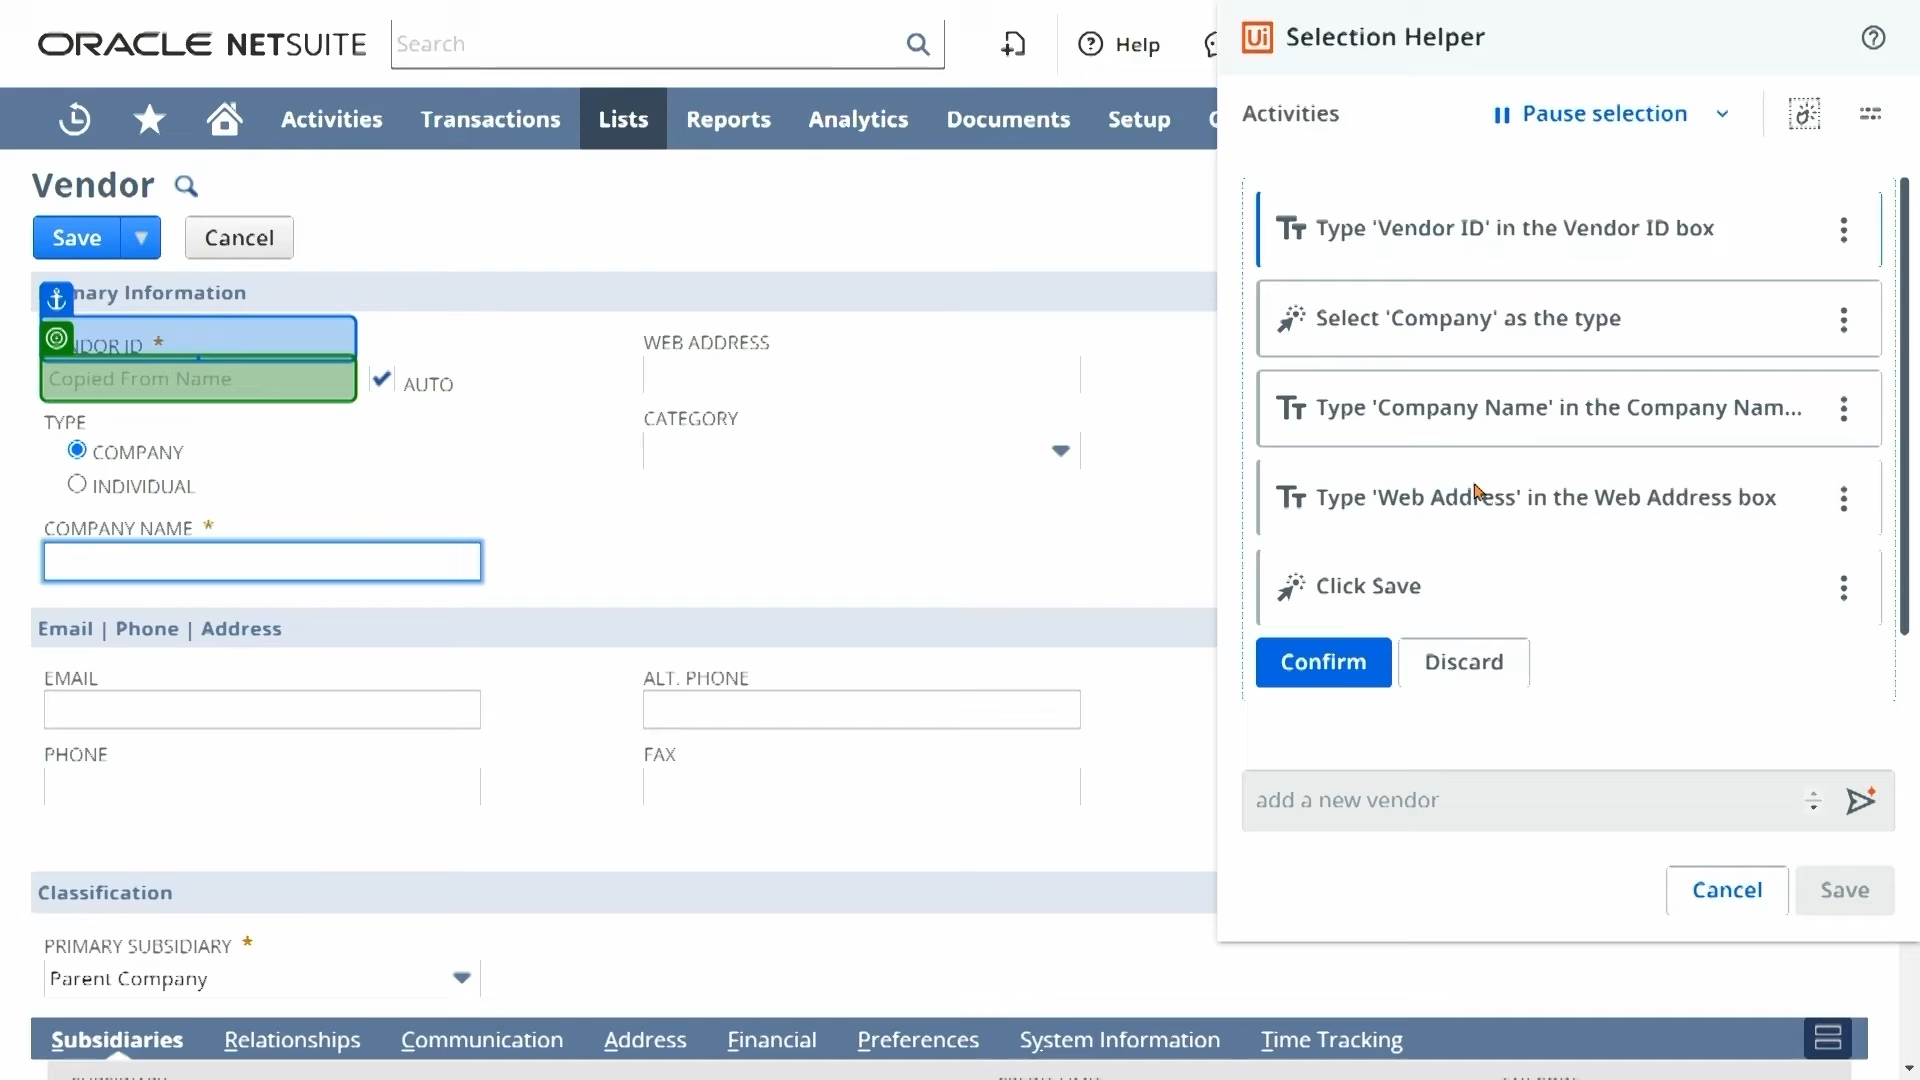 ORACLE NETSUITE
Search
Help
Activities
Transactions
Lists
Reports
Analytics
Documents
Setup
Vendor
Save
Cancel
mary Information
NDOR ID *
Copied From Name
AUTO
TYPE
COMPANY
INDIVIDUAL
COMPANY NAME *
WEB ADDRESS
CATEGORY
Email | Phone | Address
EMAIL
ALT. PHONE
PHONE
FAX
Classification
PRIMARY SUBSIDIARY *
Parent Company
Subsidiaries
Relationships
Communication
Address
Financial
Preferences
System Information
Time Tracking
Ui Selection Helper
Activities
Pause selection
Type 'Vendor ID' in the Vendor ID box
Select 'Company' as the type
Type 'Company Name' in the Company Nam...
Type 'Web Address' in the Web Address box
Click Save
Confirm
Discard
add a new vendor
Cancel
Save